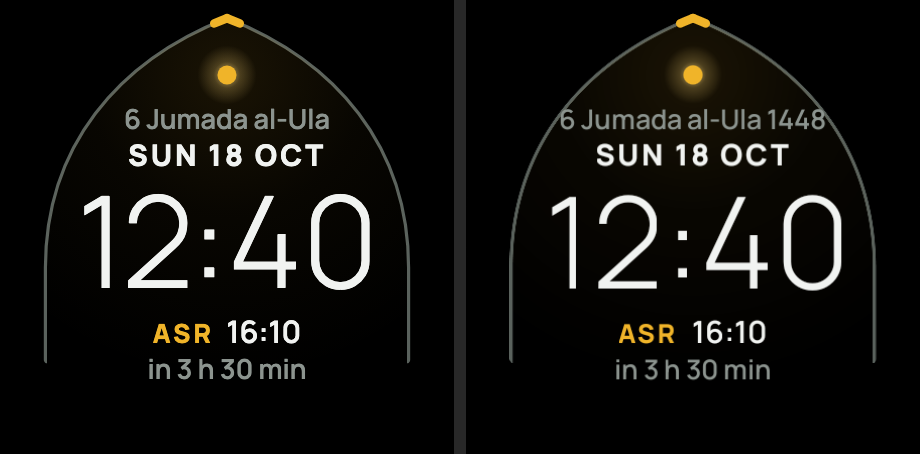 6 Jumada al-Ula
SUN 18 OCT
12:40
ASR 16:10
in 3 h 30 min
6 Jumada al-Ula 1448
SUN 18 OCT
12:40
ASR 16:10
in 3 h 30 min